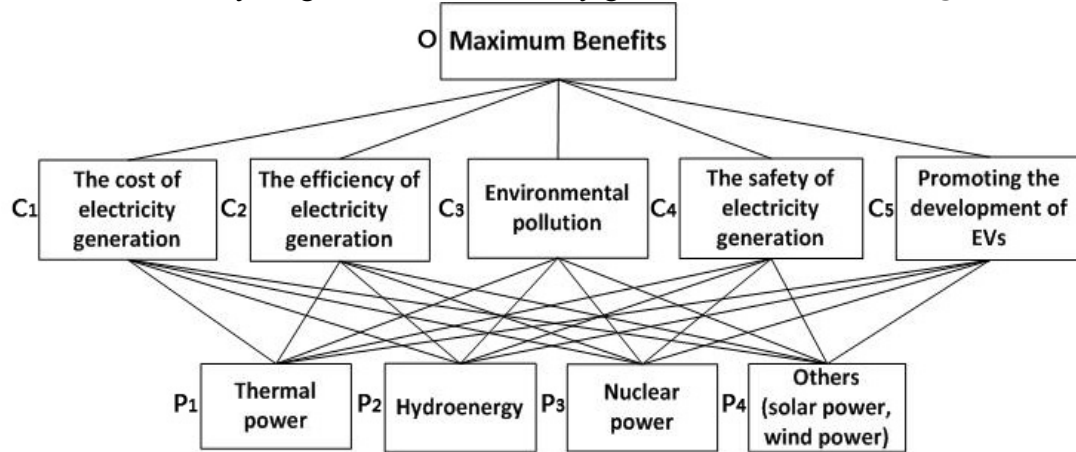 O Maximum Benefits
C1 The cost of
electricity
generation
C2 The efficiency of
electricity
generation
C3 Environmental
pollution
C4 The safety of
electricity
generation
C5 Promoting the
development of
EVs
P1 Thermal
power
P2 Hydroenergy
P3 Nuclear
power
P4 Others
(solar power,
wind power)